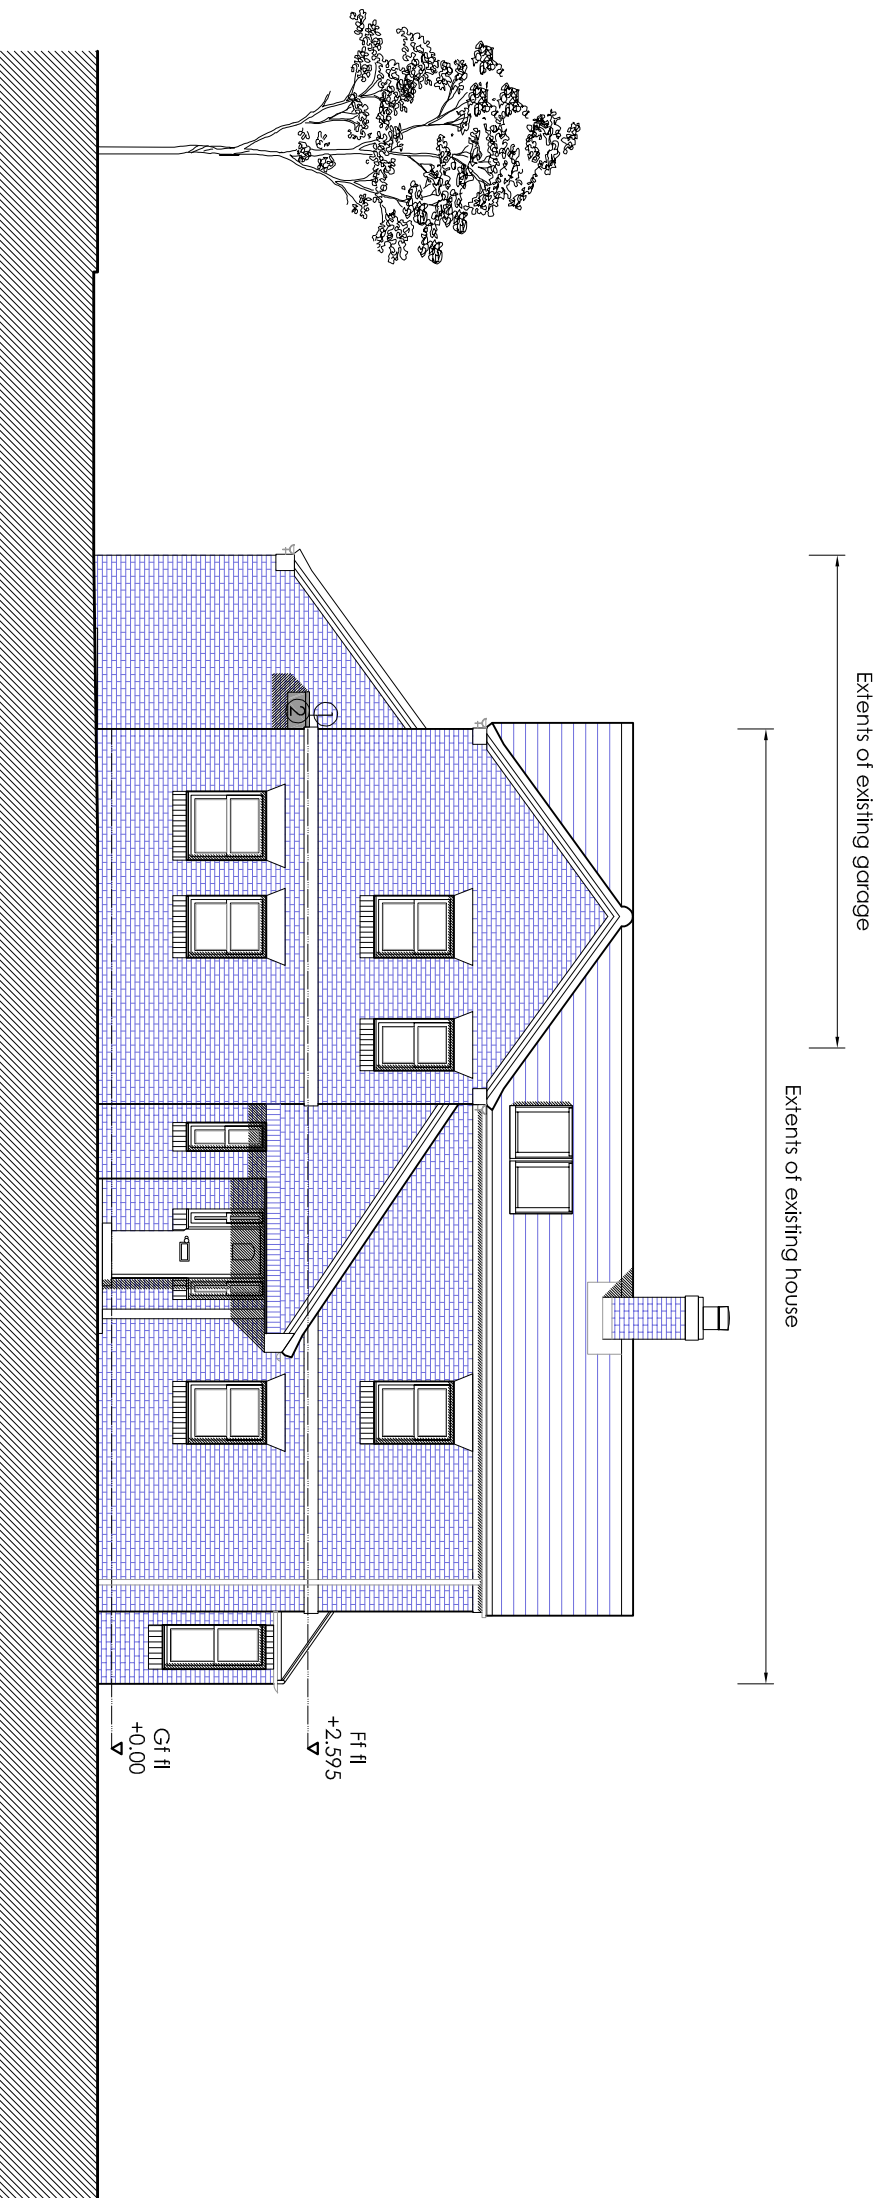 Extents of existing garage
Extents of existing house
1
2
Ff fl
+2.595
Gf fl
+0.00